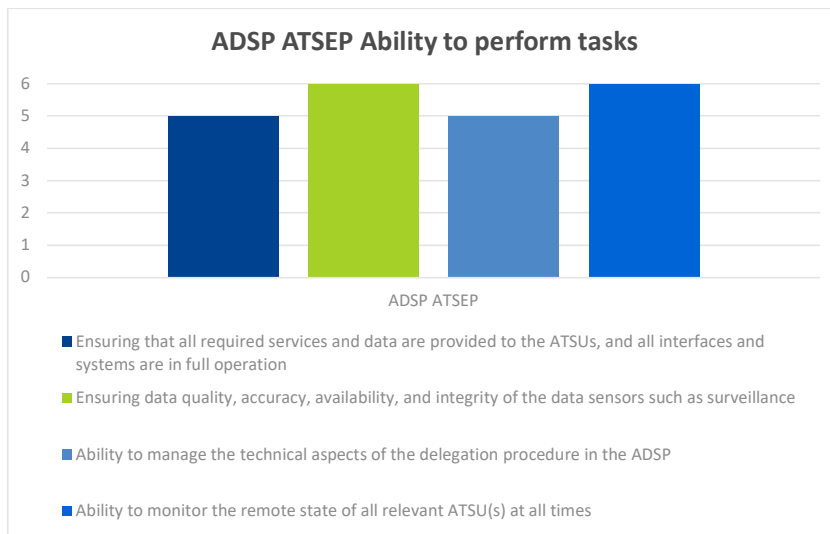 ADSP ATSEP Ability to perform tasks
6
5
4
3
2
1
0
ADSP ATSEP
Ensuring that all required services and data are provided to the ATSUs, and all interfaces and
systems are in full operation
Ensuring data quality, accuracy, availability, and integrity of the data sensors such as surveillance
Ability to manage the technical aspects of the delegation procedure in the ADSP
Ability to monitor the remote state of all relevant ATSU(s) at all times